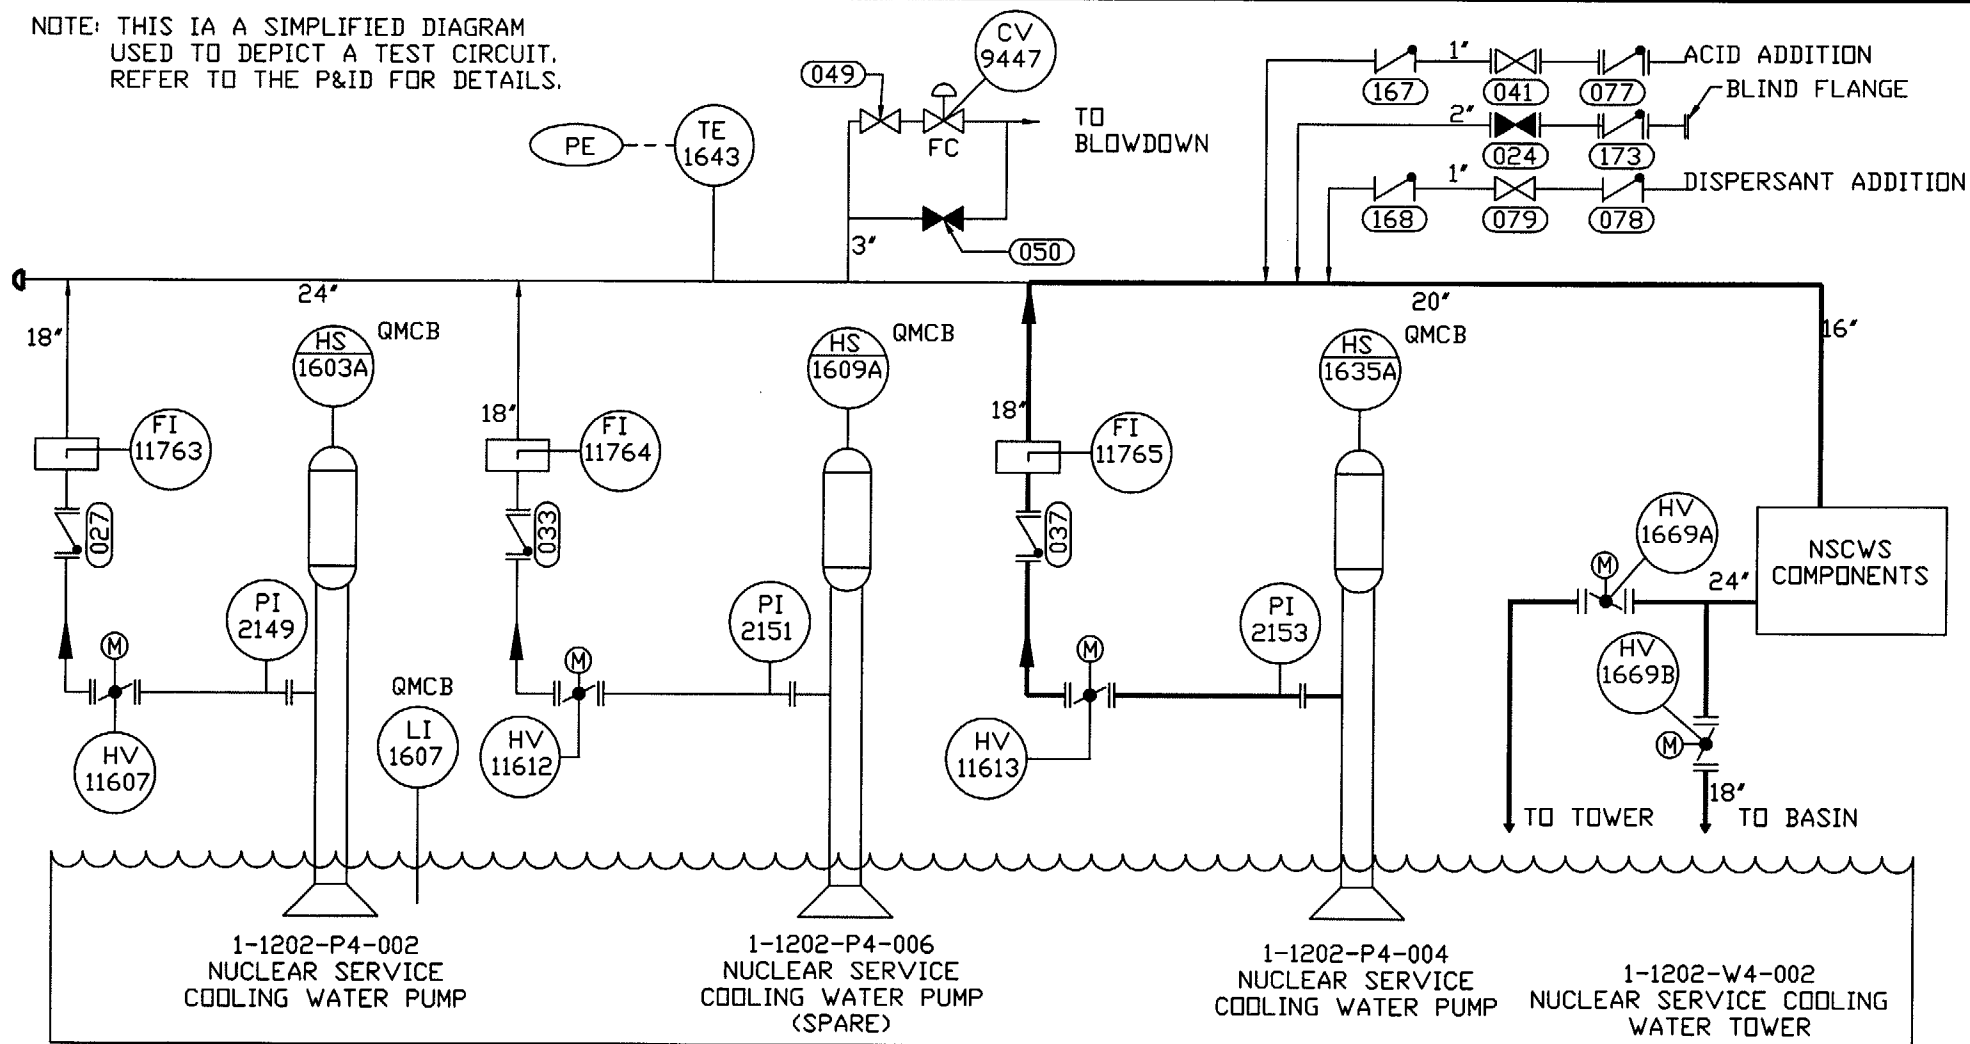 NOTE: THIS IA A SIMPLIFIED DIAGRAM
USED TO DEPICT A TEST CIRCUIT.
REFER TO THE P&ID FOR DETAILS.
CV
9447
049
FC
TO
BLOWDOWN
050
3"
PE
TE
1643
1"
ACID ADDITION
167
041
077
BLIND FLANGE
2"
024
173
1"
DISPERSANT ADDITION
168
079
078
24"
20"
16"
18"
HS
1603A
QMCB
FI
11763
027
PI
2149
M
HV
11607
QMCB
LI
1607
18"
HS
1609A
QMCB
FI
11764
033
PI
2151
M
HV
11612
18"
HS
1635A
QMCB
FI
11765
037
PI
2153
M
HV
11613
HV
1669A
M
24"
NSCWS
COMPONENTS
HV
1669B
M
18"
TO TOWER
TO BASIN
1-1202-P4-002
NUCLEAR SERVICE
COOLING WATER PUMP
1-1202-P4-006
NUCLEAR SERVICE
COOLING WATER PUMP
(SPARE)
1-1202-P4-004
NUCLEAR SERVICE
COOLING WATER PUMP
1-1202-W4-002
NUCLEAR SERVICE COOLING
WATER TOWER